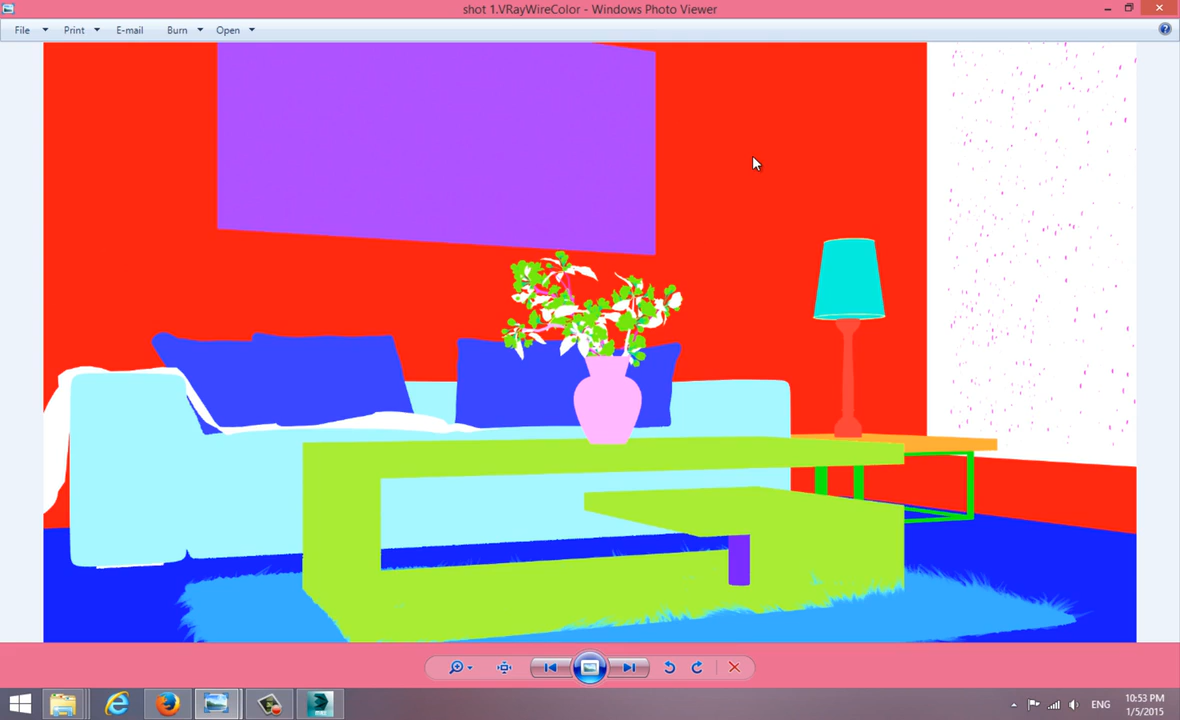 shot 1.VRayWireColor - Windows Photo Viewer
File Print E-mail Burn Open
ENG 10:53 PM
1/5/2015